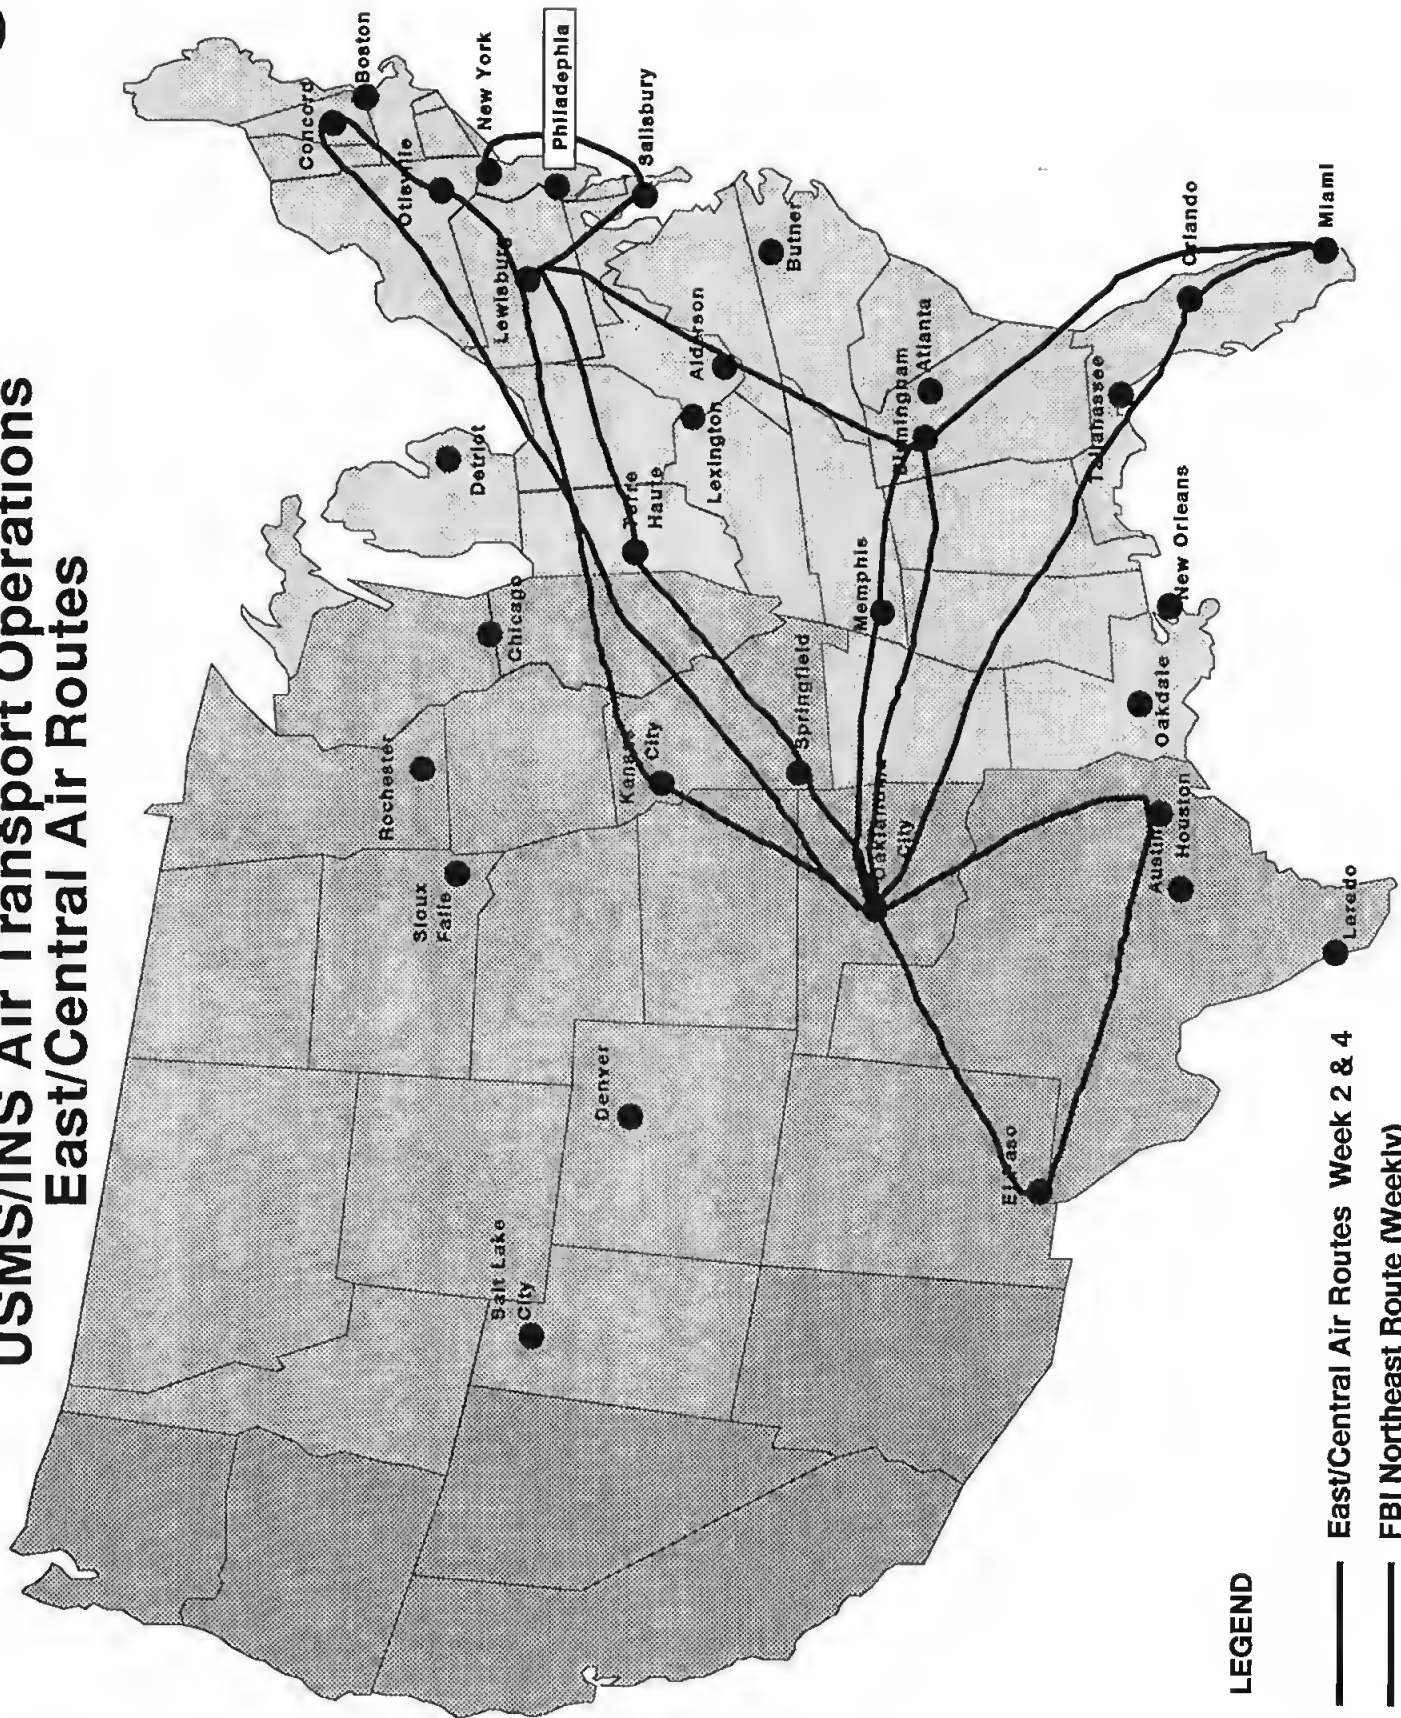 USMS/INS Air Transport Operations
East/Central Air Routes
Concord
Boston
Otisville
New York
Philadephia
Salisbury
Lewisburg
Detriot
Chicago
Rochester
Sioux
Falls
Salt Lake
City
Denver
Kansas
City
Terre
Haute
Lexington
Alderson
Butner
Springfield
Memphis
Birmingham
Atlanta
Oaklahoma
City
El Paso
Austin
Houston
Laredo
Oakdale
New Orleans
Tallahassee
Orlando
Miami
LEGEND
East/Central Air Routes Week 2 & 4
FBI Northeast Route (Weekly)